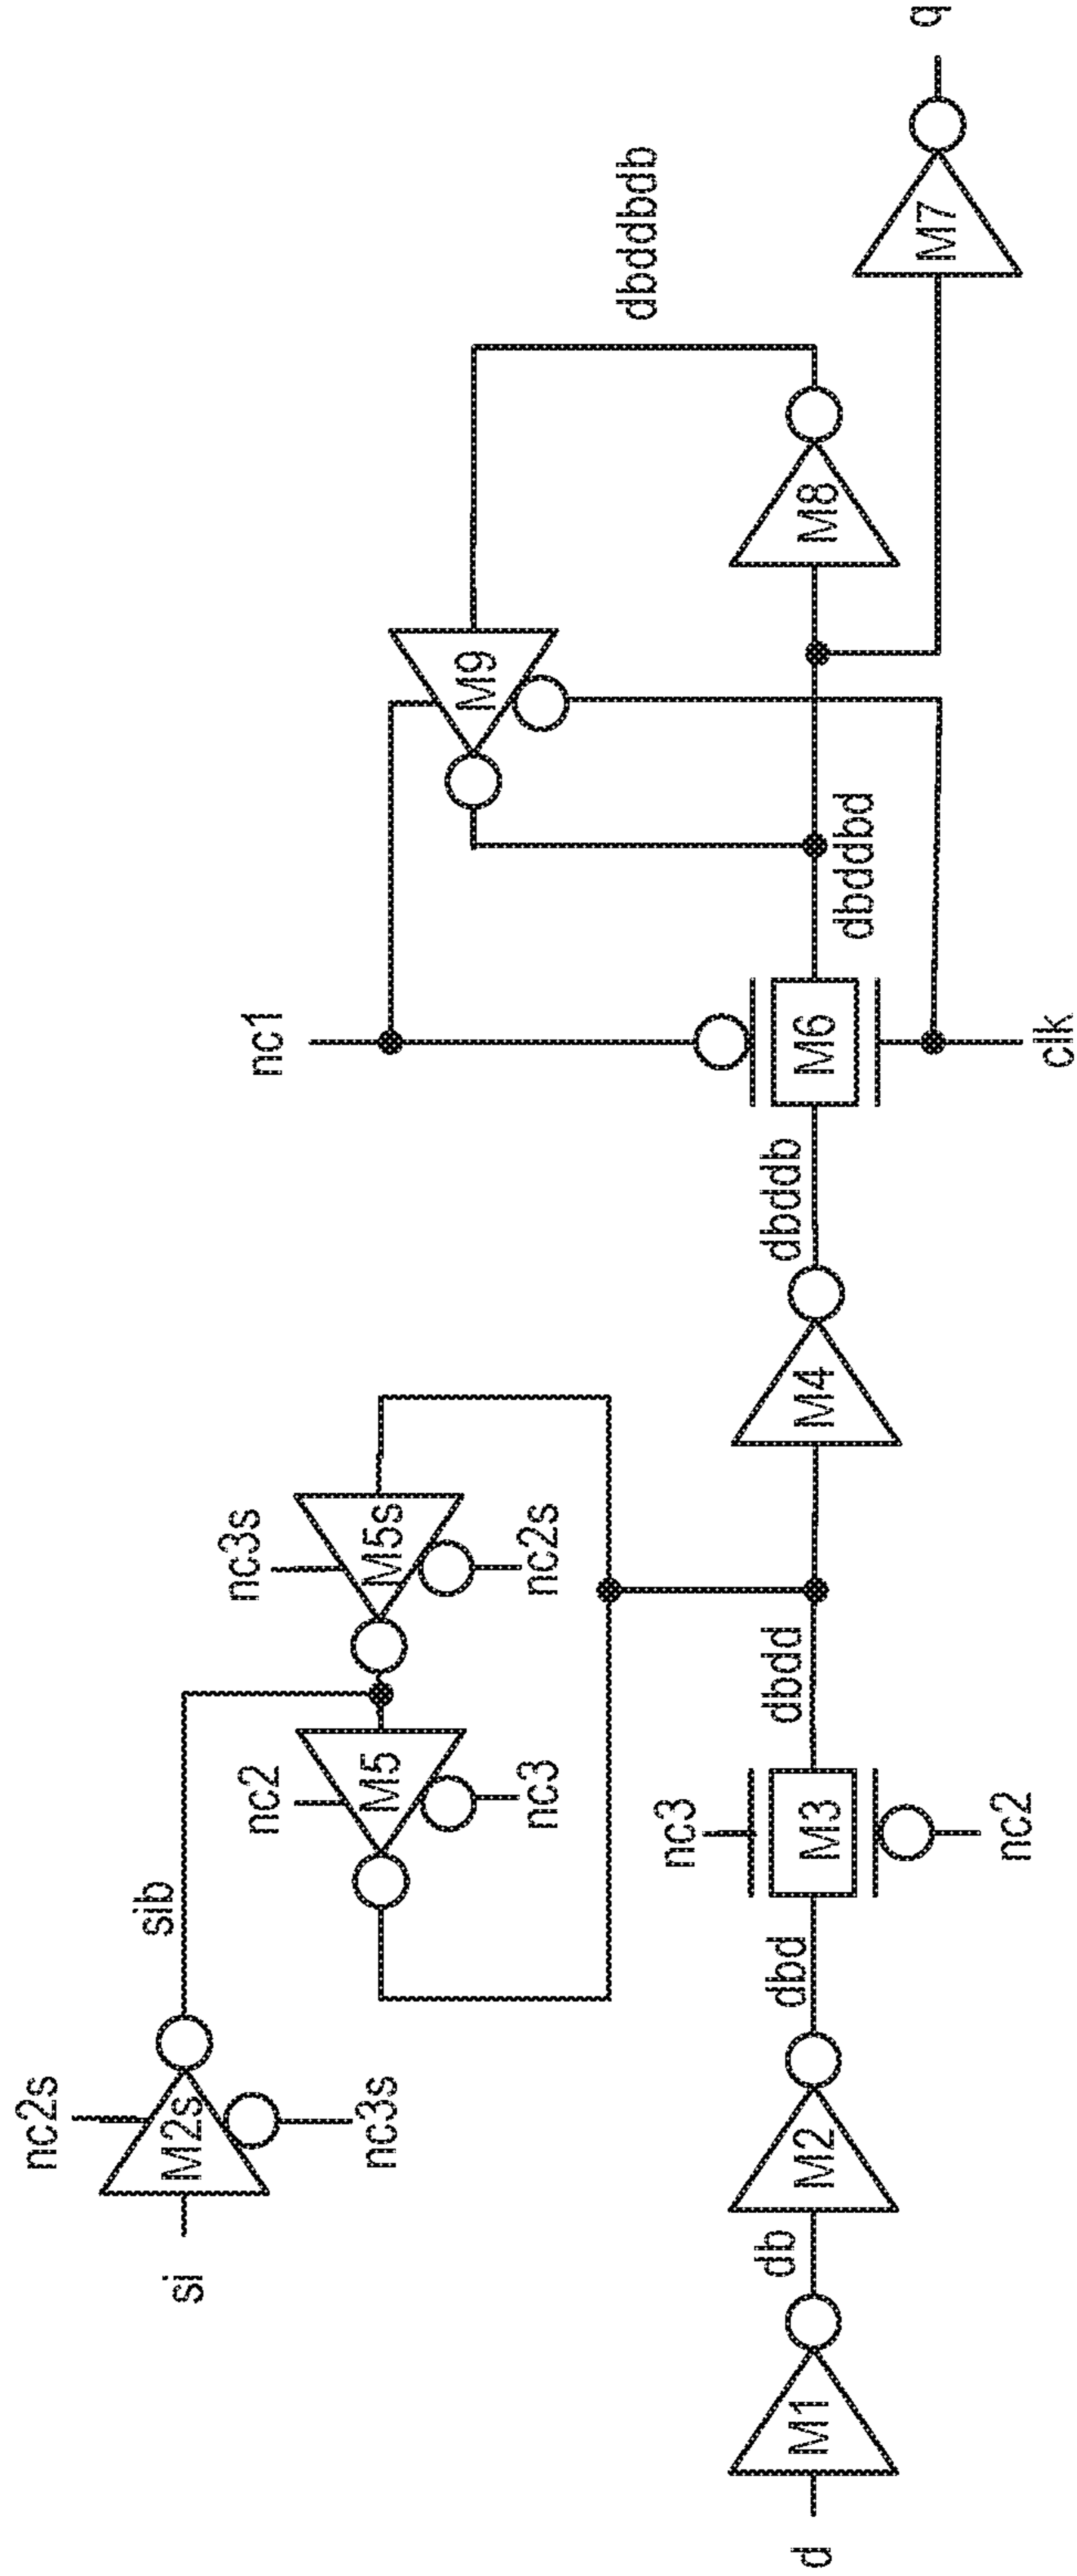 si
nc2s
M2s
nc3s
sib
nc2
M5
nc3
nc3s
M5s
nc2s
d
M1
db
M2
dbd
nc3
M3
nc2
dbdd
M4
dbddb
nc1
M6
clk
dbddbd
M9
M8
dbddbdb
M7
q